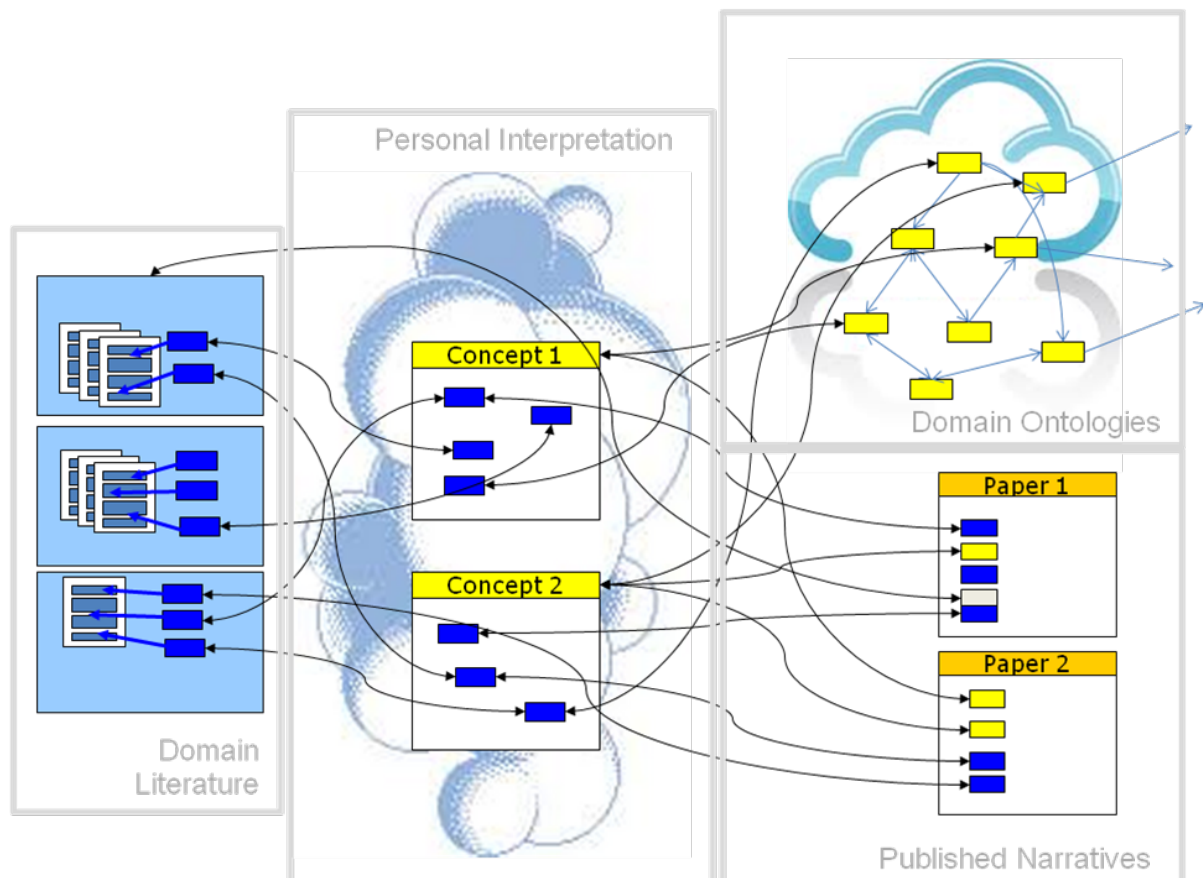 Personal Interpretation
Domain
Literature
Concept 1
Concept 2
Domain Ontologies
Paper 1
Paper 2
Published Narratives